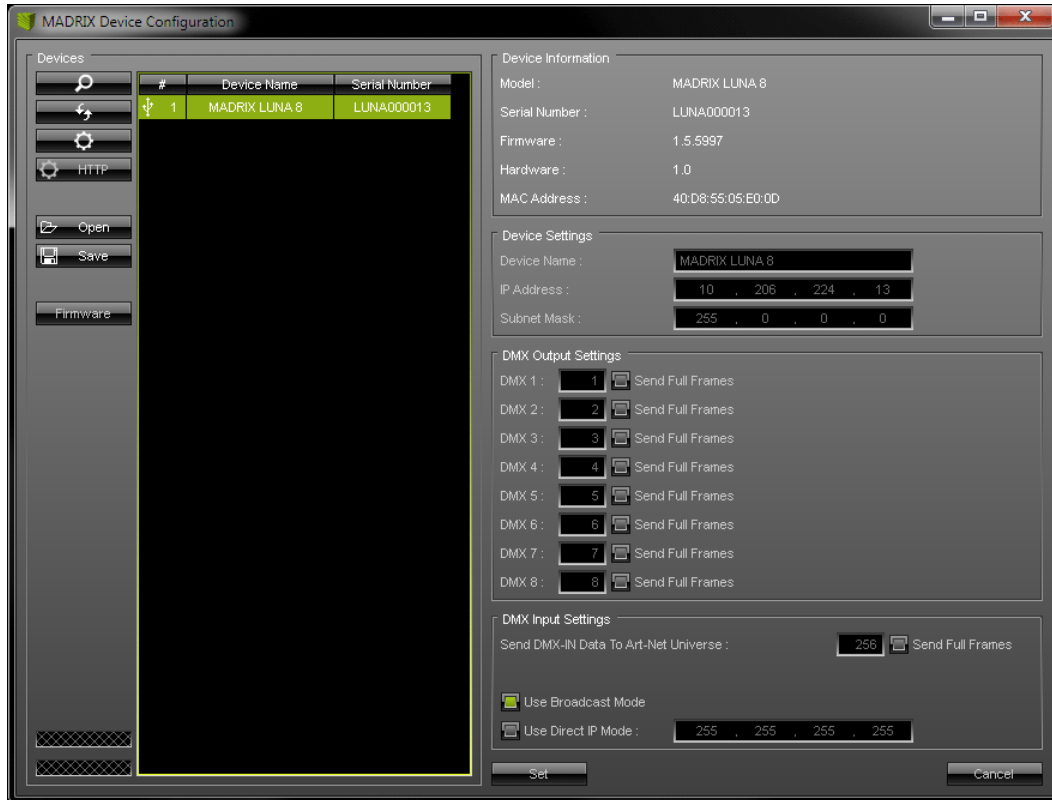 MADRIX Device Configuration
Devices
# Device Name Serial Number
1 MADRIX LUNA 8 LUNA000013
HTTP
Open
Save
Firmware
Device Information
Model : MADRIX LUNA 8
Serial Number : LUNA000013
Firmware : 1.5.5997
Hardware : 1.0
MAC Address : 40:D8:55:05:E0:0D
Device Settings
Device Name : MADRIX LUNA 8
IP Address : 10 . 206 . 224 . 13
Subnet Mask : 255 . 0 . 0 . 0
DMX Output Settings
DMX 1 : 1 Send Full Frames
DMX 2 : 2 Send Full Frames
DMX 3 : 3 Send Full Frames
DMX 4 : 4 Send Full Frames
DMX 5 : 5 Send Full Frames
DMX 6 : 6 Send Full Frames
DMX 7 : 7 Send Full Frames
DMX 8 : 8 Send Full Frames
DMX Input Settings
Send DMX-IN Data To Art-Net Universe : 256 Send Full Frames
Use Broadcast Mode
Use Direct IP Mode : 255 . 255 . 255 . 255
Set Cancel